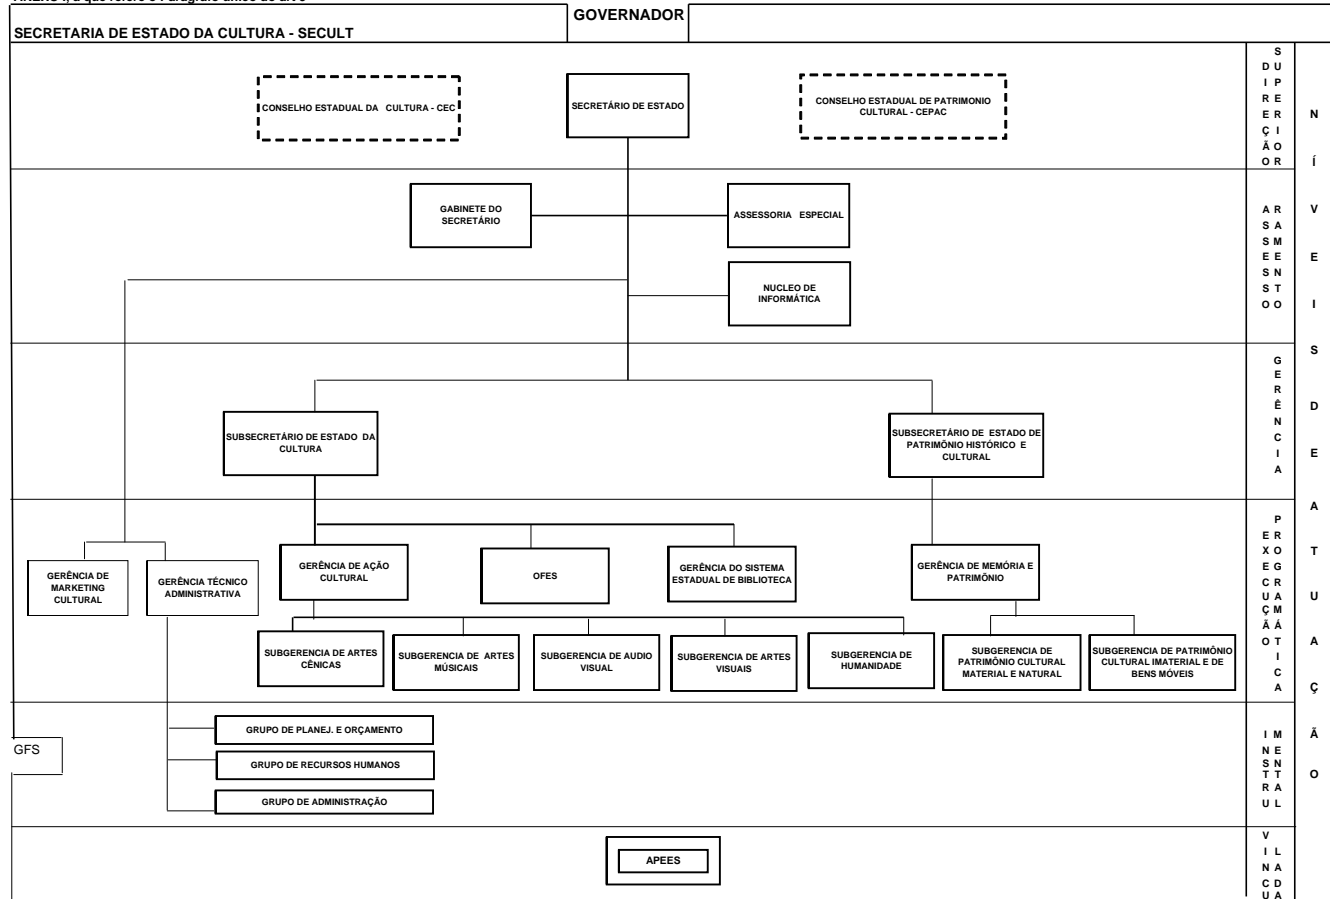 GOVERNADOR
SECRETARIA DE ESTADO DA CULTURA - SECULT
CONSELHO ESTADUAL DA CULTURA - CEC
SECRETÁRIO DE ESTADO
CONSELHO ESTADUAL DE PATRIMONIO
CULTURAL - CEPAC
DIREÇÃO SUPERIOR
GABINETE DO
SECRETÁRIO
ASSESSORIA ESPECIAL
NUCLEO DE
INFORMÁTICA
ASSESSORAMENTO
SUBSECRETÁRIO DE ESTADO DA
CULTURA
SUBSECRETÁRIO DE ESTADO DE
PATRIMÔNIO HISTÓRICO E
CULTURAL
GERÊNCIA
GERÊNCIA DE
MARKETING
CULTURAL
GERÊNCIA TÉCNICO
ADMINISTRATIVA
GERÊNCIA DE AÇÃO
CULTURAL
OFES
GERÊNCIA DO SISTEMA
ESTADUAL DE BIBLIOTECA
GERÊNCIA DE MEMÓRIA E
PATRIMÔNIO
SUBGERENCIA DE ARTES
CÊNICAS
SUBGERENCIA DE ARTES
MÚSICAIS
SUBGERENCIA DE AUDIO
VISUAL
SUBGERENCIA DE ARTES
VISUAIS
SUBGERENCIA DE
HUMANIDADE
SUBGERENCIA DE
PATRIMÔNIO CULTURAL
MATERIAL E NATURAL
SUBGERENCIA DE PATRIMÔNIO
CULTURAL IMATERIAL E DE
BENS MÓVEIS
EXECUÇÃO PROGRAMÁTICA
GFS
GRUPO DE PLANEJ. E ORÇAMENTO
GRUPO DE RECURSOS HUMANOS
GRUPO DE ADMINISTRAÇÃO
INSTRUMENTAL
APEES
VINCULADA
NÍVEIS DE ATUAÇÃO